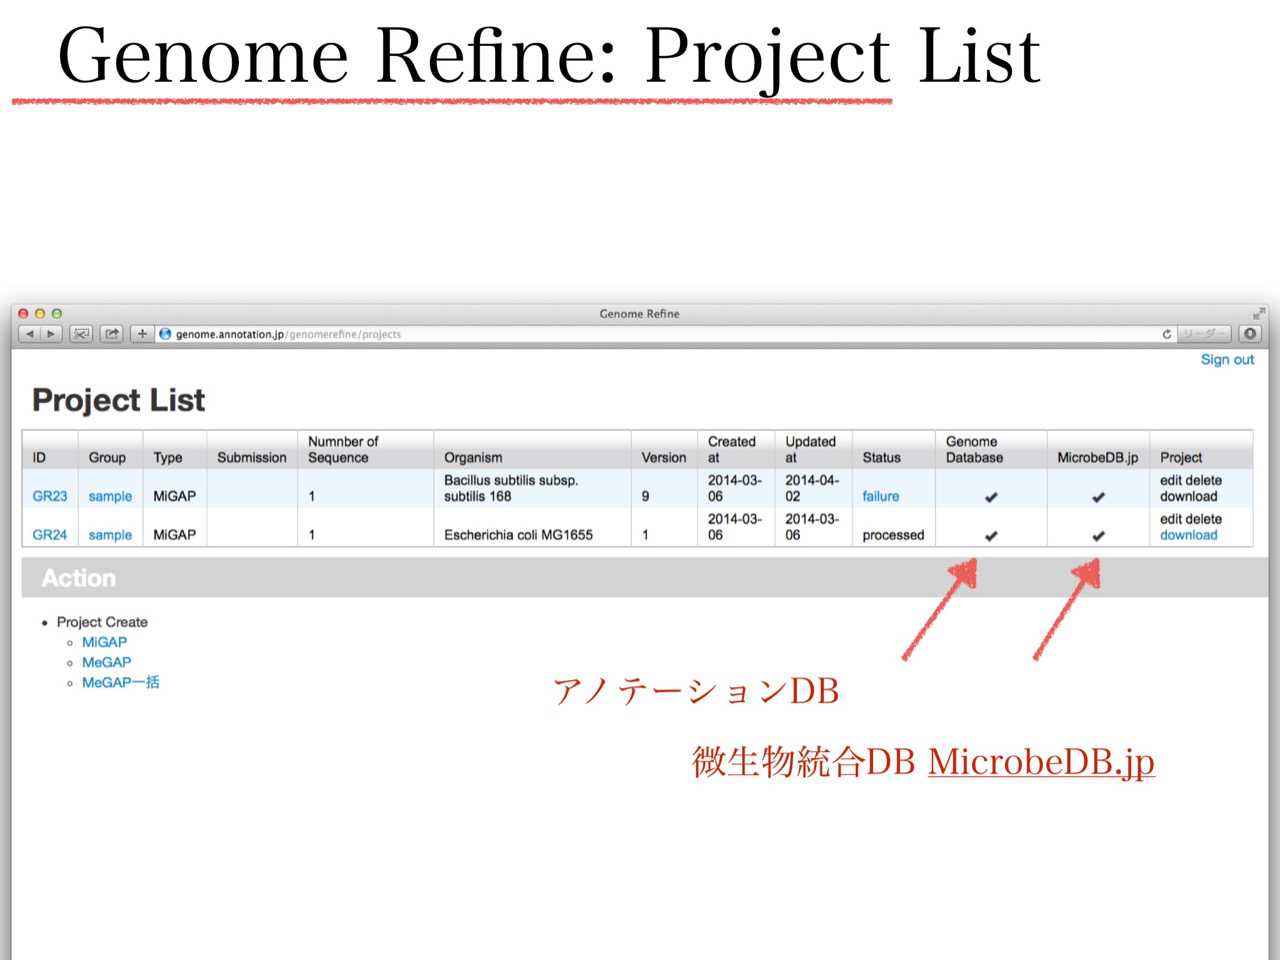 Genome Refine: Project List
Genome Refine
genome.annotation.jp/genomerefine/projects
リーダー
Sign out
Project List
ID Group Type Submission Numnber of Sequence Organism Version Created at Updated at Status Genome Database MicrobeDB.jp Project
GR23 sample MiGAP 1 Bacillus subtilis subsp. subtilis 168 9 2014-03-06 2014-04-02 failure ✔ ✔ edit delete download
GR24 sample MiGAP 1 Escherichia coli MG1655 1 2014-03-06 2014-03-06 processed ✔ ✔ edit delete download
Action
• Project Create
◦ MiGAP
◦ MeGAP
◦ MeGAP一括
アノテーションDB
微生物統合DB MicrobeDB.jp